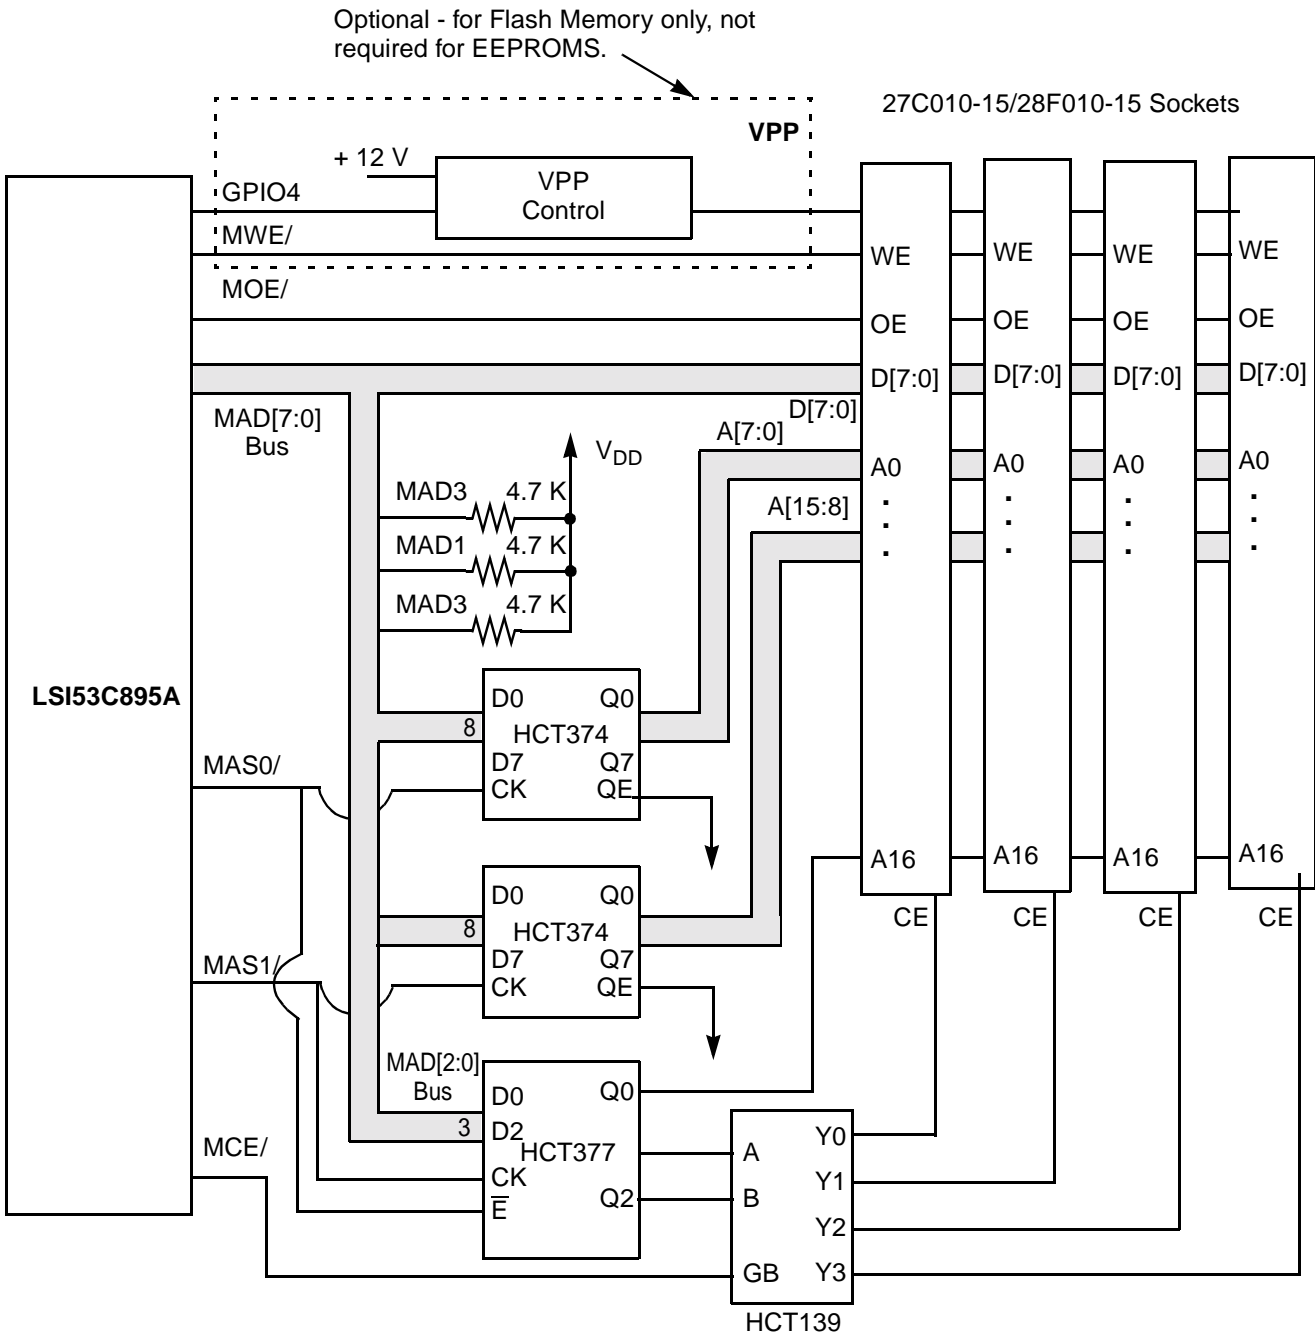 Optional - for Flash Memory only, not
required for EEPROMS.
27C010-15/28F010-15 Sockets
VPP
+ 12 V
VPP
Control
GPIO4
MWE/
MOE/
WE
WE
WE
WE
OE
OE
OE
OE
D[7:0]
D[7:0]
D[7:0]
D[7:0]
MAD[7:0]
Bus
D[7:0]
A[7:0]
VDD
A0
A0
A0
A0
MAD3
4.7 K
A[15:8]
MAD1
4.7 K
MAD3
4.7 K
LSI53C895A
D0
Q0
8
HCT374
D7
Q7
CK
QE
MAS0/
A16
A16
A16
A16
D0
Q0
CE
CE
CE
CE
8
HCT374
D7
Q7
CK
QE
MAS1/
MAD[2:0]
Bus
D0
Q0
3
D2
HCT377
CK
Q2
E
MCE/
A
Y0
B
Y1
Y2
GB
Y3
HCT139